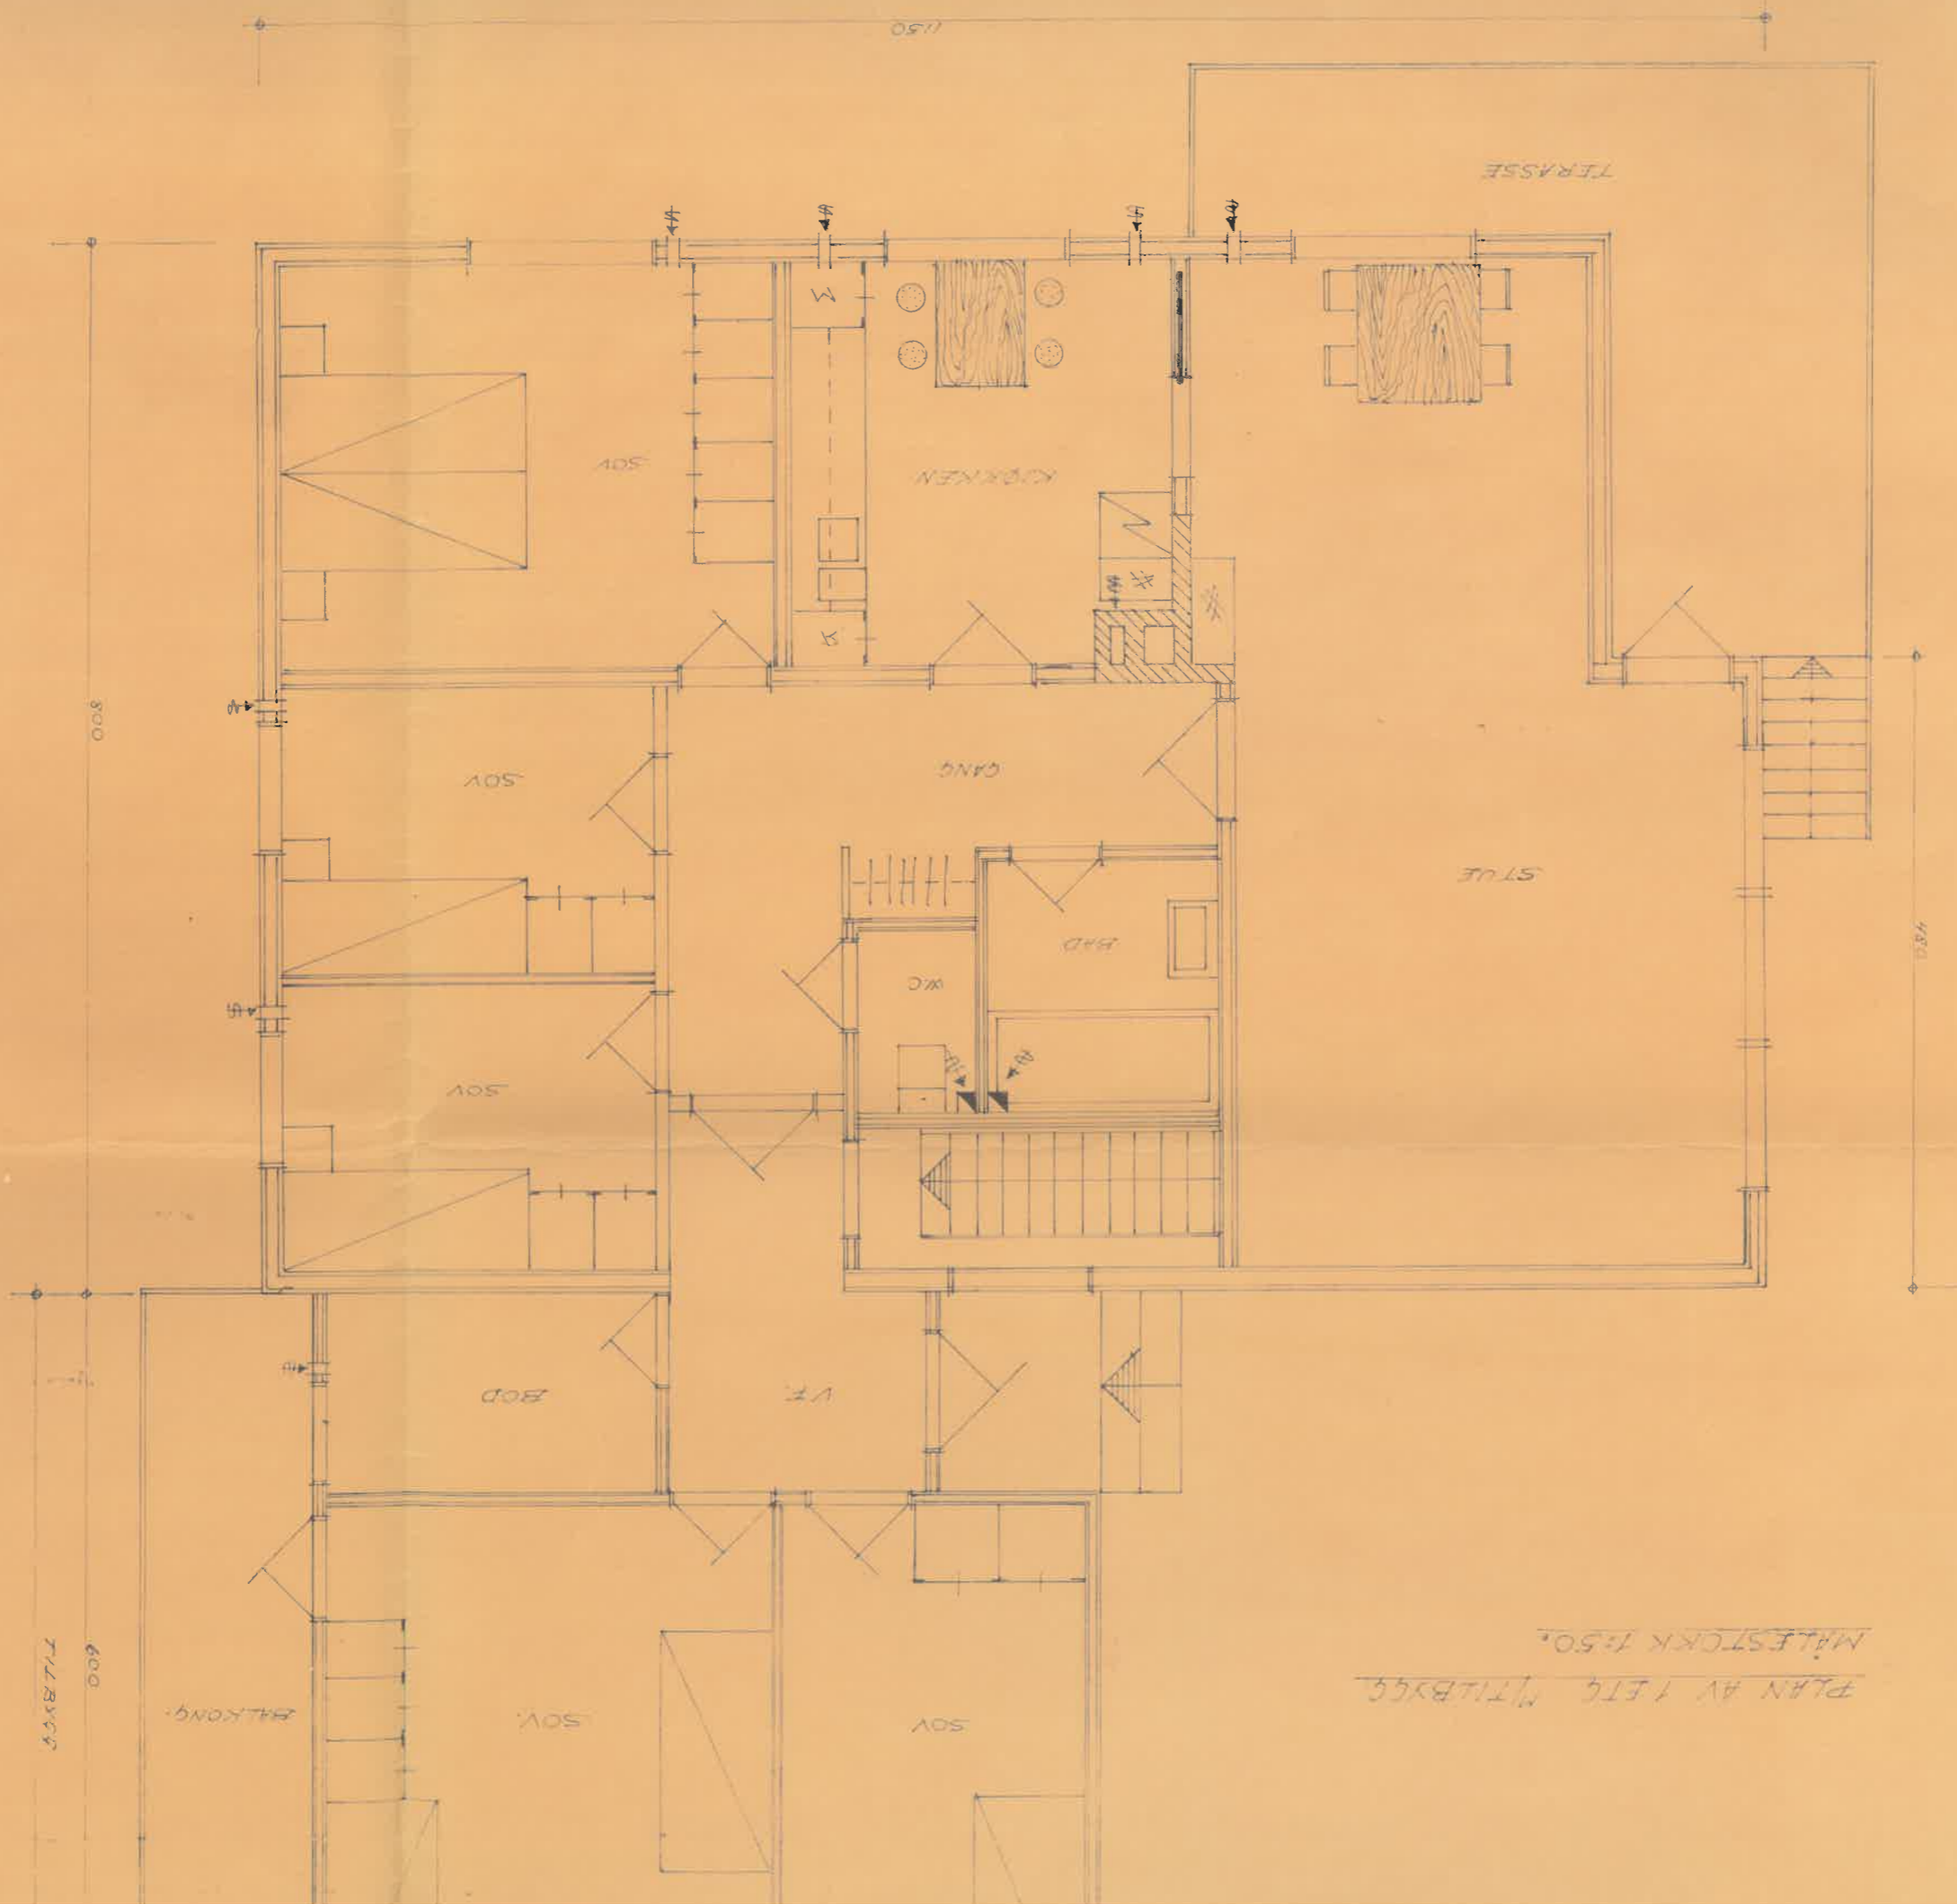 PLAN AV 1 ETG M/TILBYGG
MÅLESTOKK 1:50.
SOV
SOV.
BALKONG.
TILBYGG
600
V.F.
BOD
SOV
W.C
BAD
STUE
480
GANG
SOV
800
KJØKKEN
SOV
K
M
TERASSE
1150